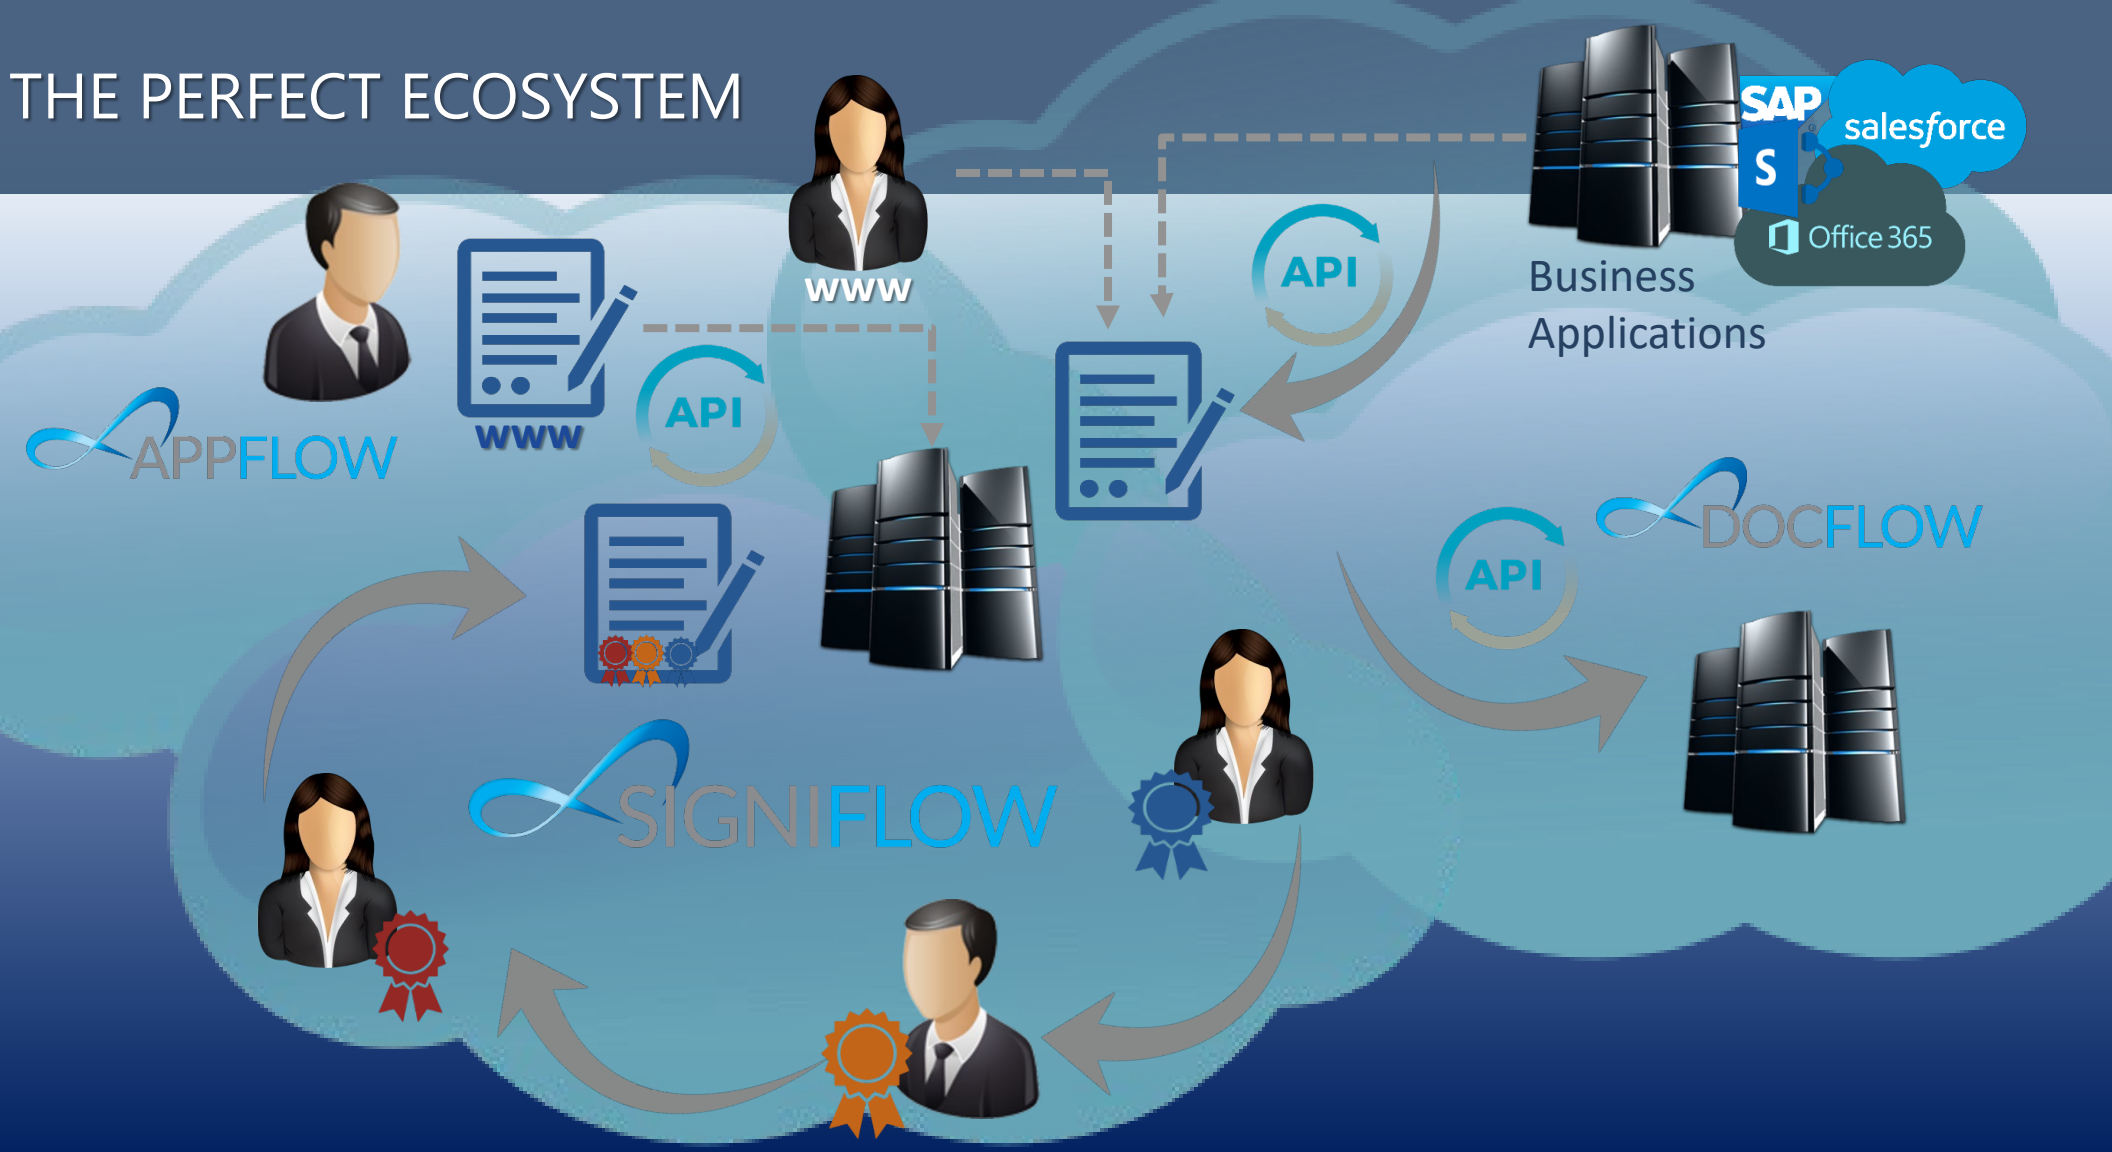 THE PERFECT ECOSYSTEM
SAP
salesforce
S
Office 365
Business
Applications
www
API
www
API
APPFLOW
DOCFLOW
API
SIGNIFLOW